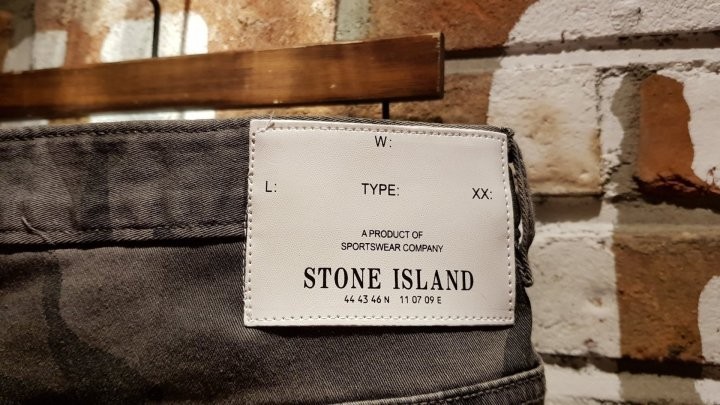 W:
L: TYPE: XX:
A PRODUCT OF
SPORTSWEAR COMPANY
STONE ISLAND
44 43 46 N 11 07 09 E